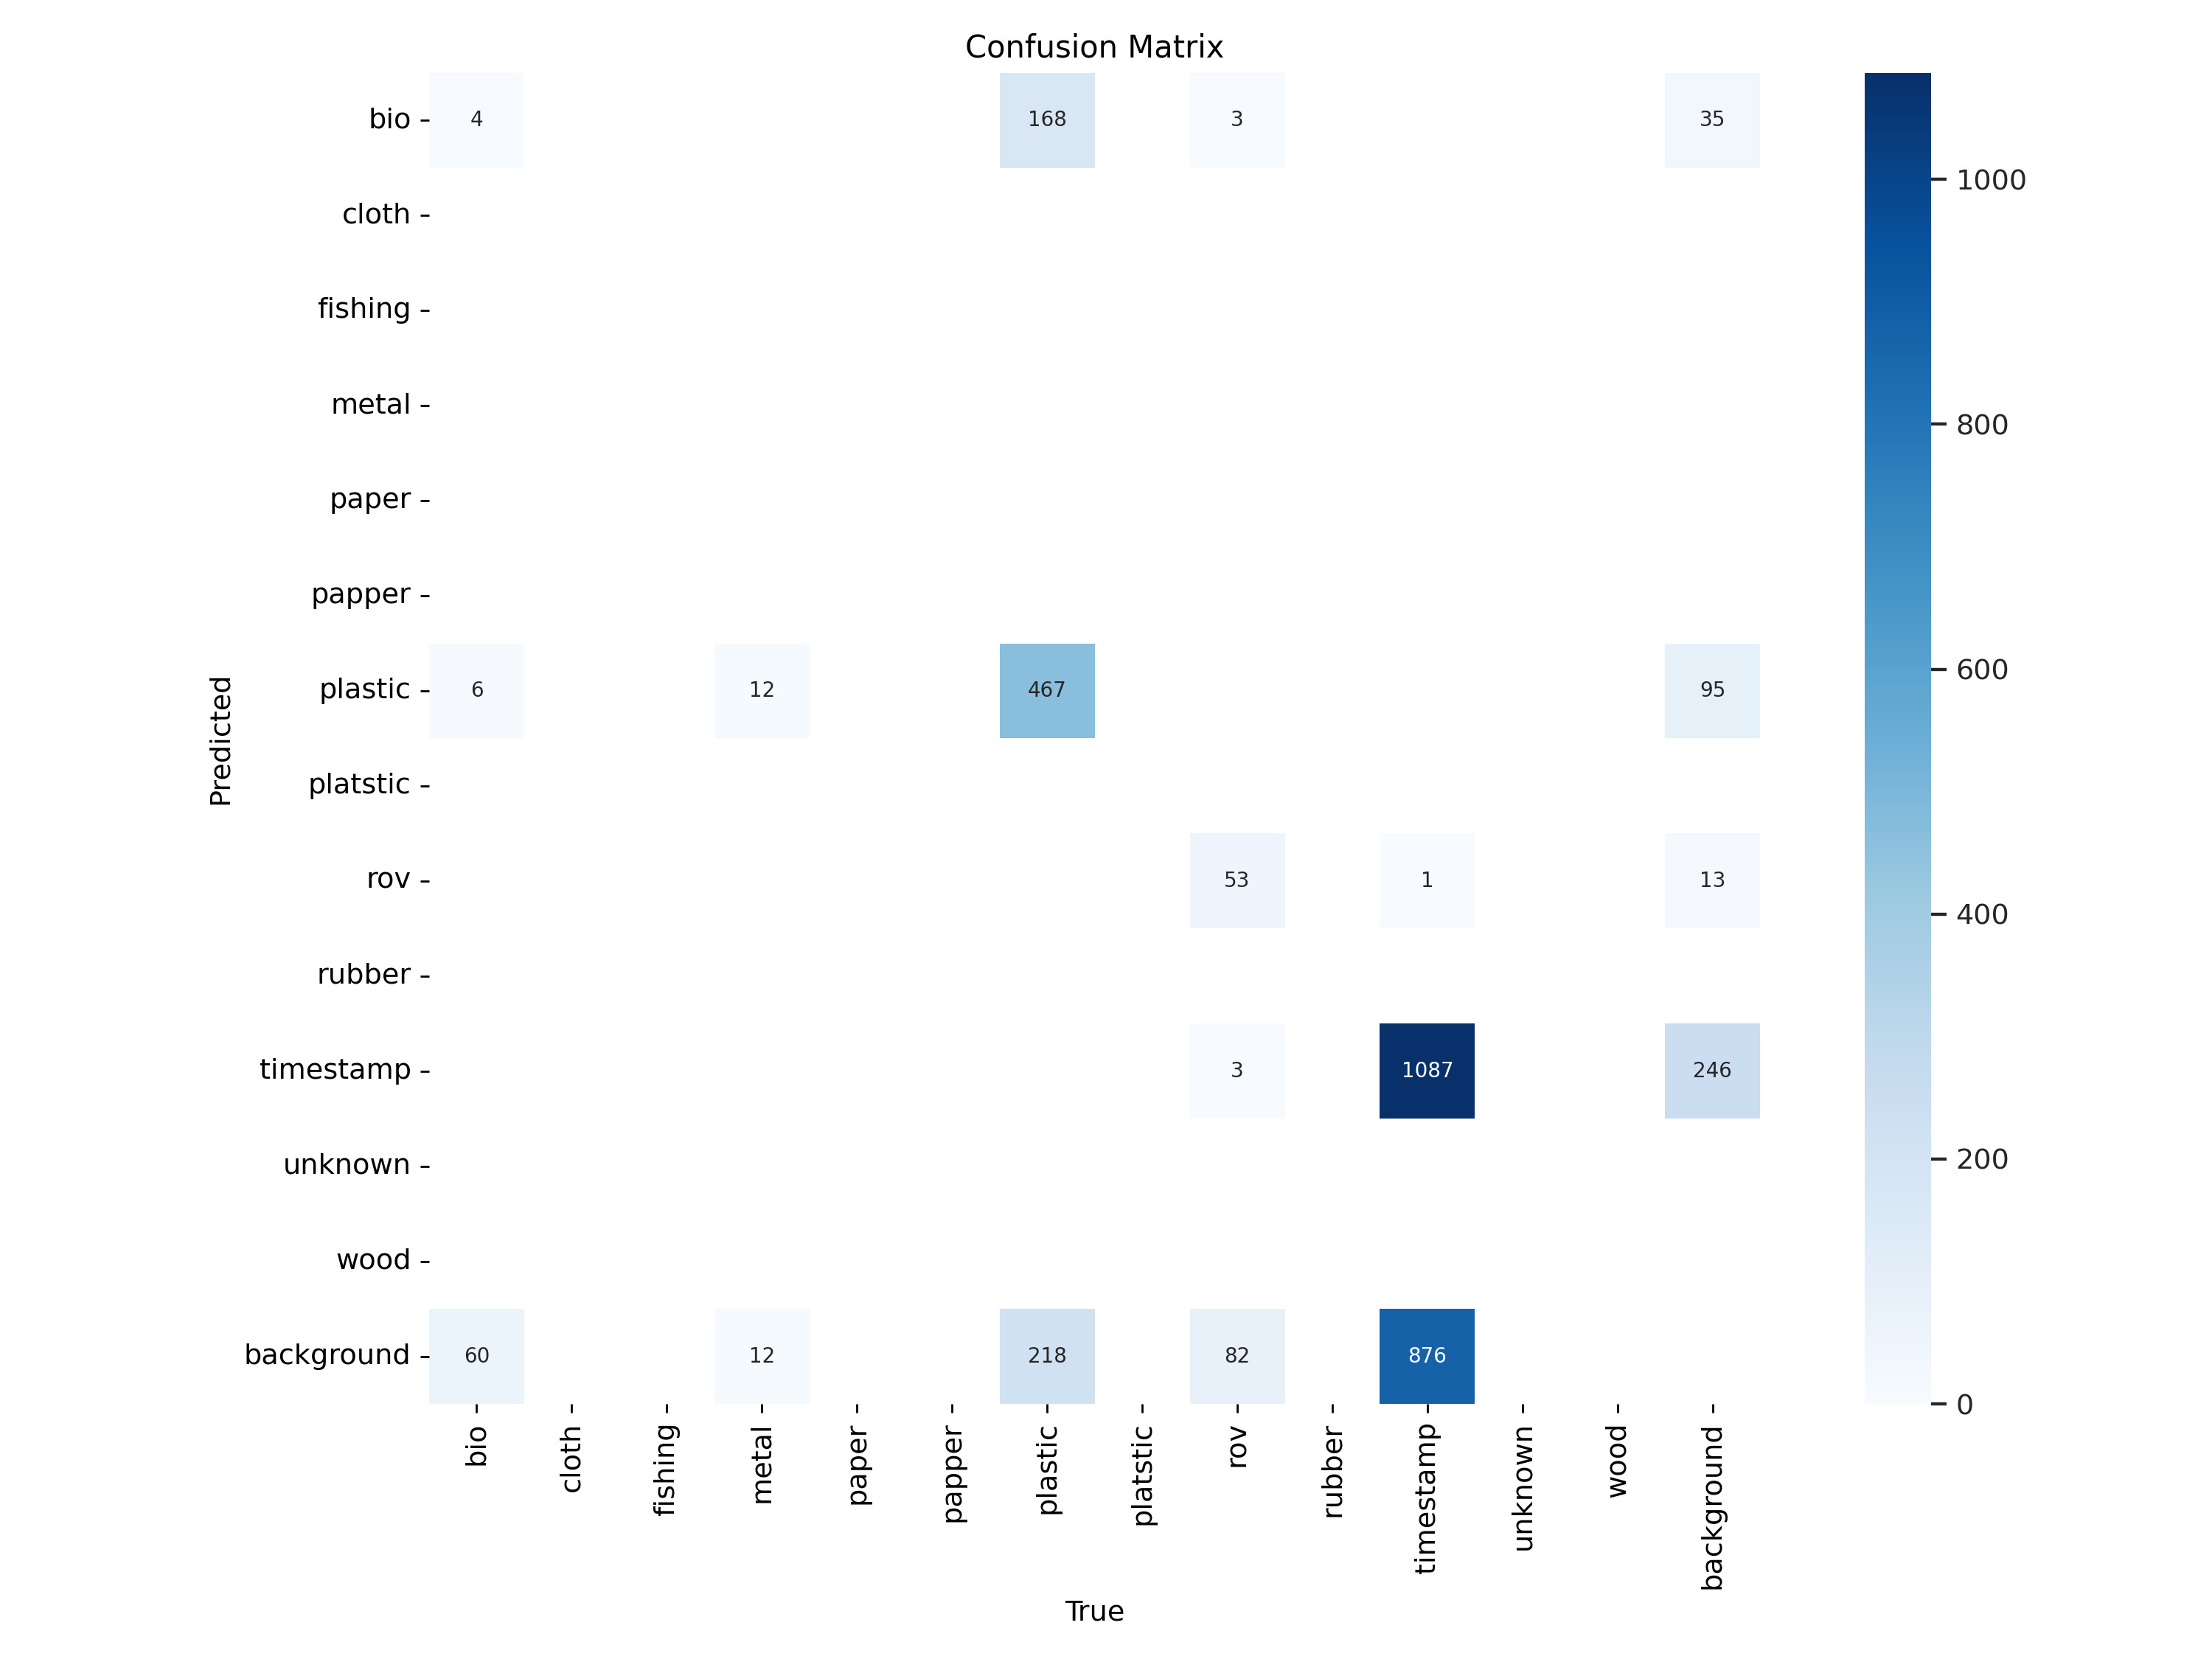 Confusion Matrix
Predicted
bio 4 168 3 35
cloth
fishing
metal
paper
papper
plastic 6 12 467 95
platstic
rov 53 1 13
rubber
timestamp 3 1087 246
unknown
wood
background 60 12 218 82 876
bio cloth fishing metal paper papper plastic platstic rov rubber timestamp unknown wood background
True
1000
800
600
400
200
0